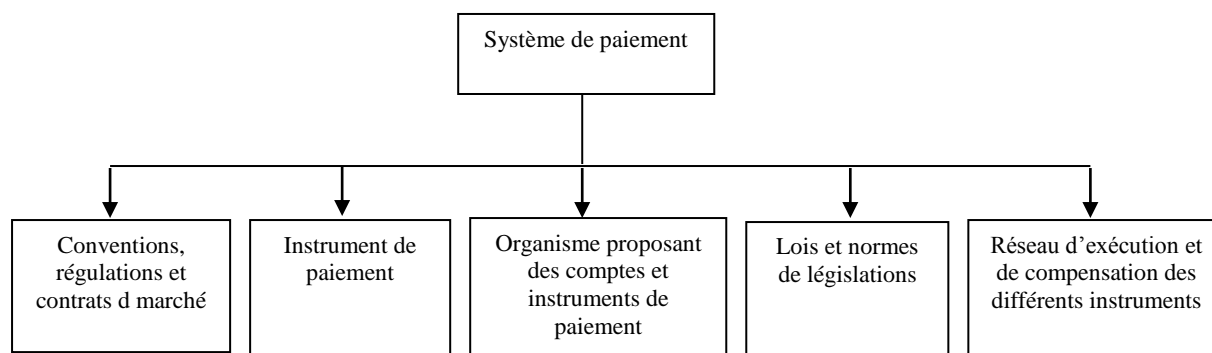 Système de paiement
Conventions,
régulations et
contrats d marché
Instrument de
paiement
Organisme proposant
des comptes et
instruments de
paiement
Lois et normes
de législations
Réseau d’exécution et
de compensation des
différents instruments